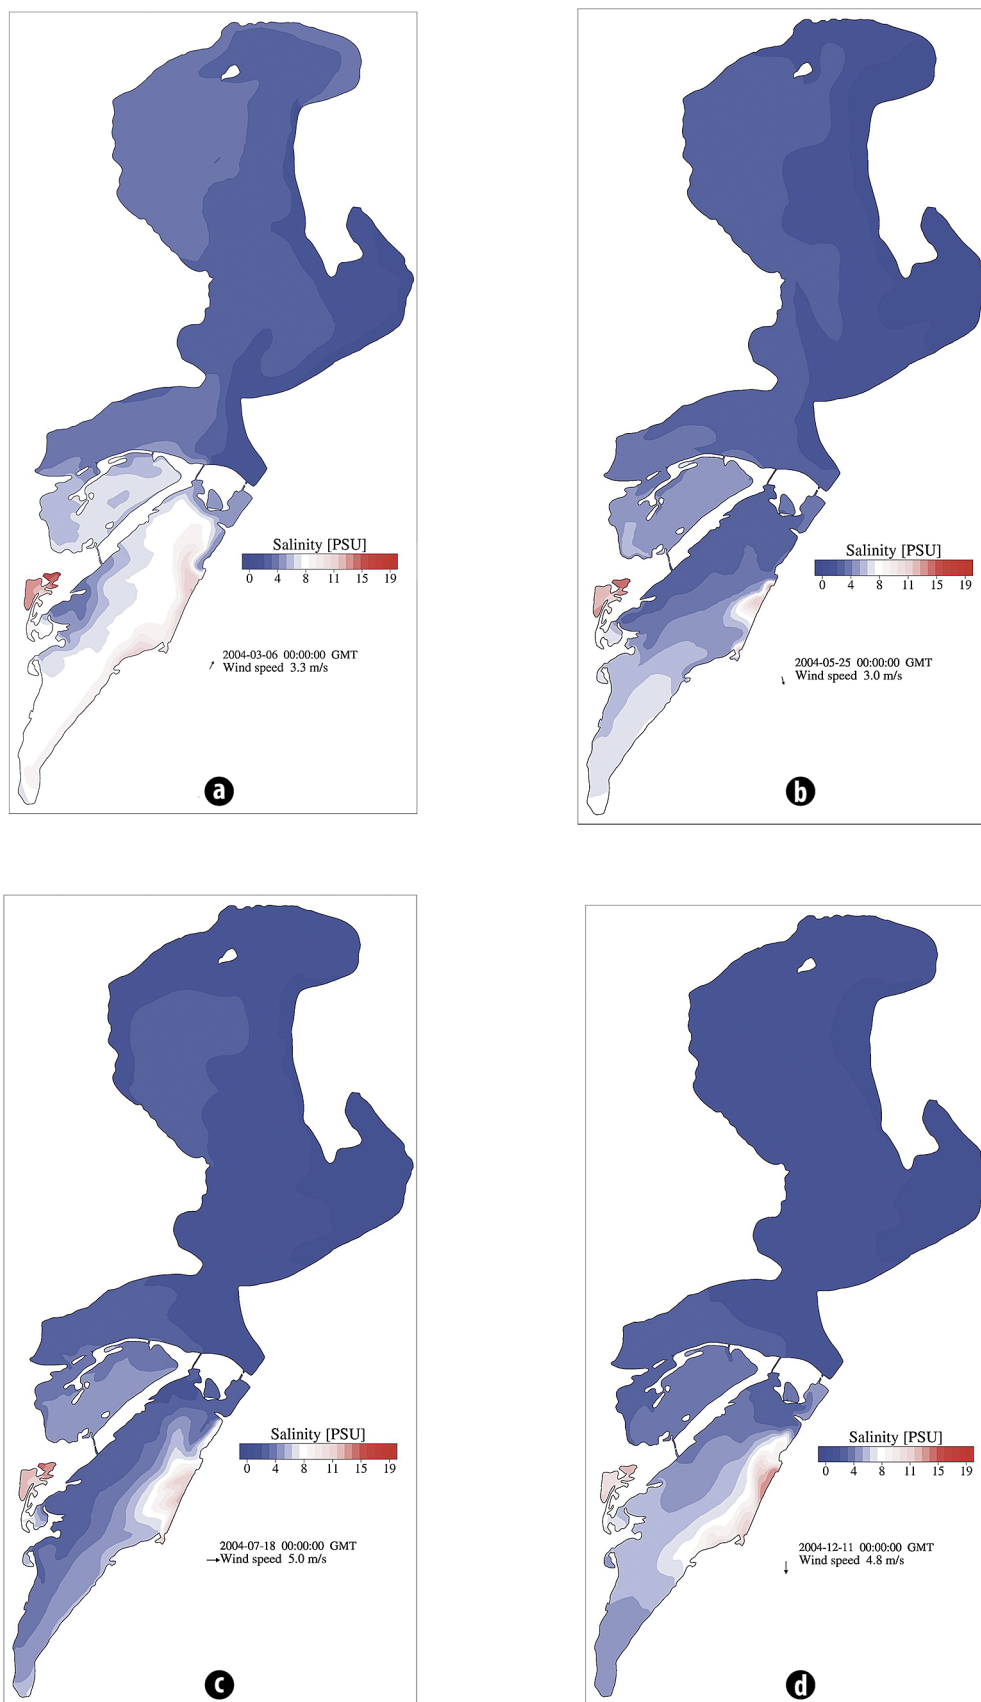 Salinity [PSU]
0 4 8 11 15 19
2004-03-06 00:00:00 GMT
Wind speed 3.3 m/s
a
Salinity [PSU]
0 4 8 11 15 19
2004-05-25 00:00:00 GMT
Wind speed 3.0 m/s
b
Salinity [PSU]
0 4 8 11 15 19
2004-07-18 00:00:00 GMT
Wind speed 5.0 m/s
c
Salinity [PSU]
0 4 8 11 15 19
2004-12-11 00:00:00 GMT
Wind speed 4.8 m/s
d